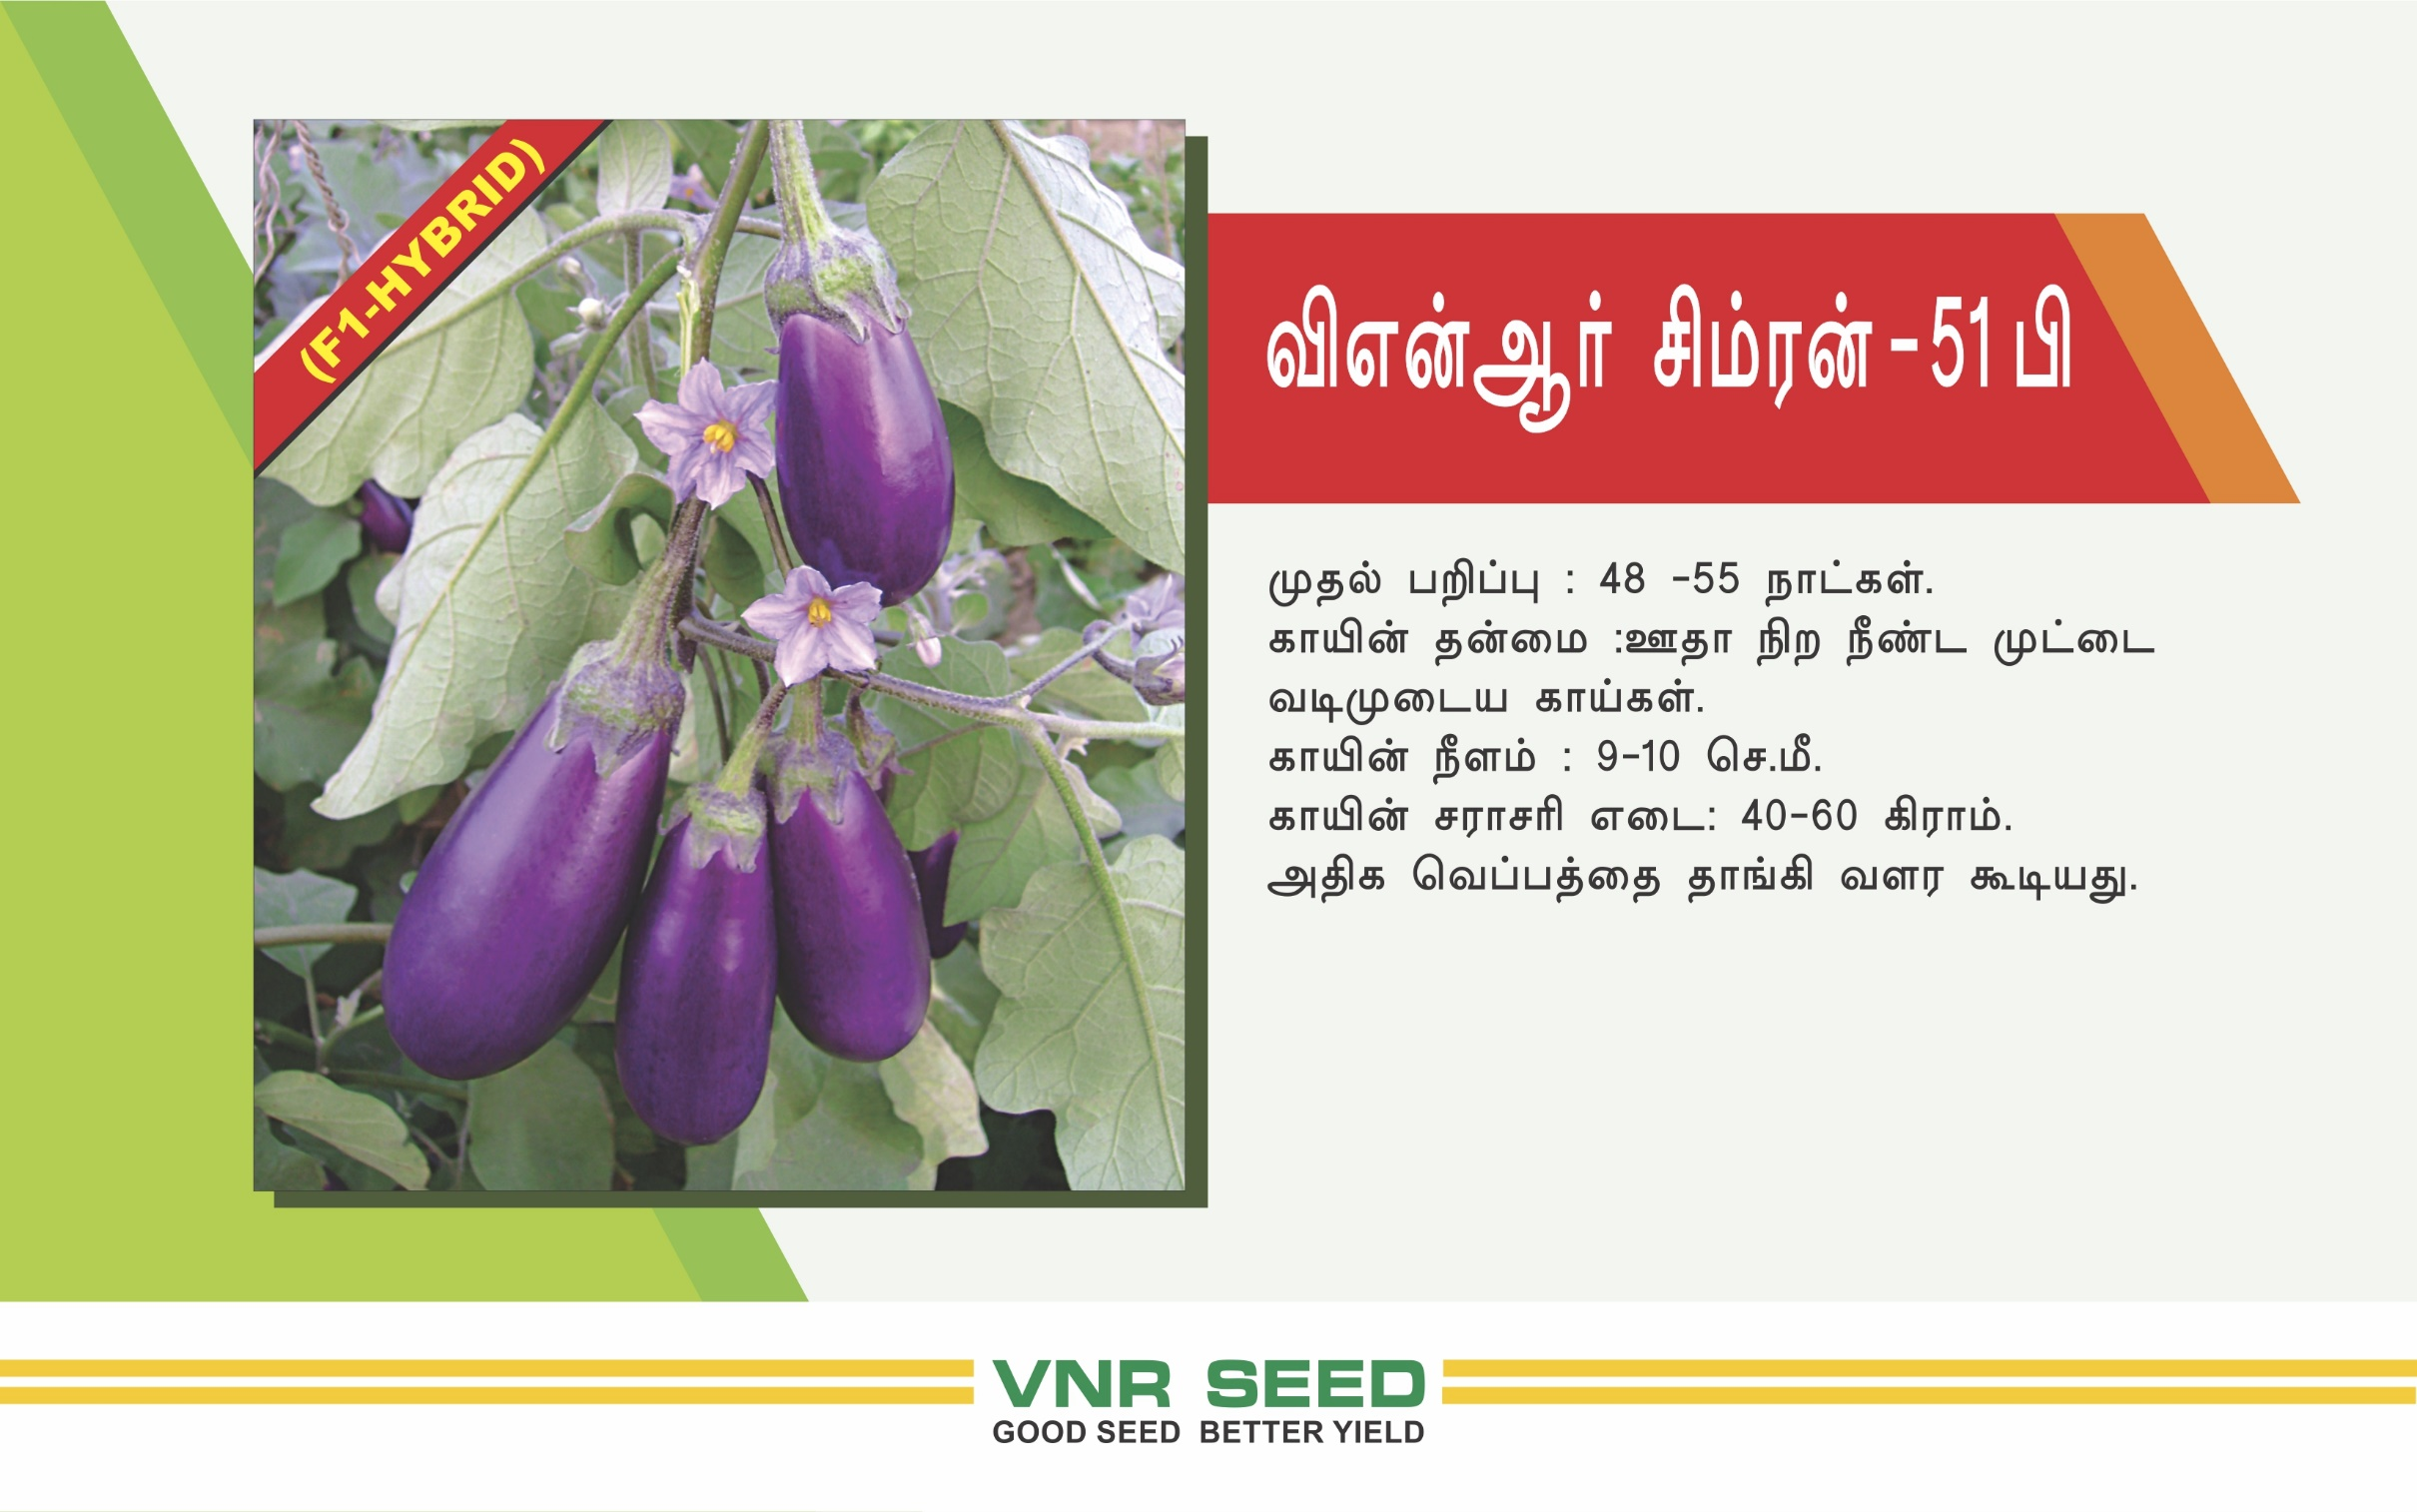 (F1-HYBRID)
விஎன்ஆர் சிம்ரன் -51 பி
முதல் பறிப்பு : 48 -55 நாட்கள்.
காயின் தன்மை :ஊதா நிற நீண்ட முட்டை
வடிமுடைய காய்கள்.
காயின் நீளம் : 9-10 செ.மீ.
காயின் சராசரி எடை: 40-60 கிராம்.
அதிக வெப்பத்தை தாங்கி வளர கூடியது.
VNR SEED
GOOD SEED BETTER YIELD